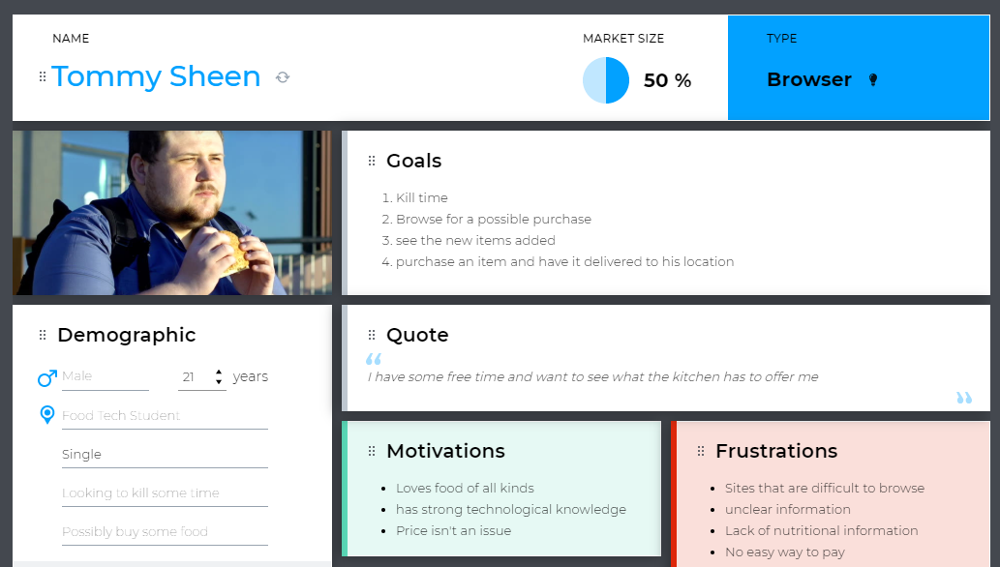 NAME
Tommy Sheen
MARKET SIZE
50 %
TYPE
Browser
Goals
1. Kill time
2. Browse for a possible purchase
3. see the new items added
4. purchase an item and have it delivered to his location
Demographic
Male
21
years
Food Tech Student
Single
Looking to kill some time
Possibly buy some food
Quote
“
I have some free time and want to see what the kitchen has to offer me
”
Motivations
• Loves food of all kinds
• has strong technological knowledge
• Price isn't an issue
Frustrations
• Sites that are difficult to browse
• unclear information
• Lack of nutritional information
• No easy way to pay